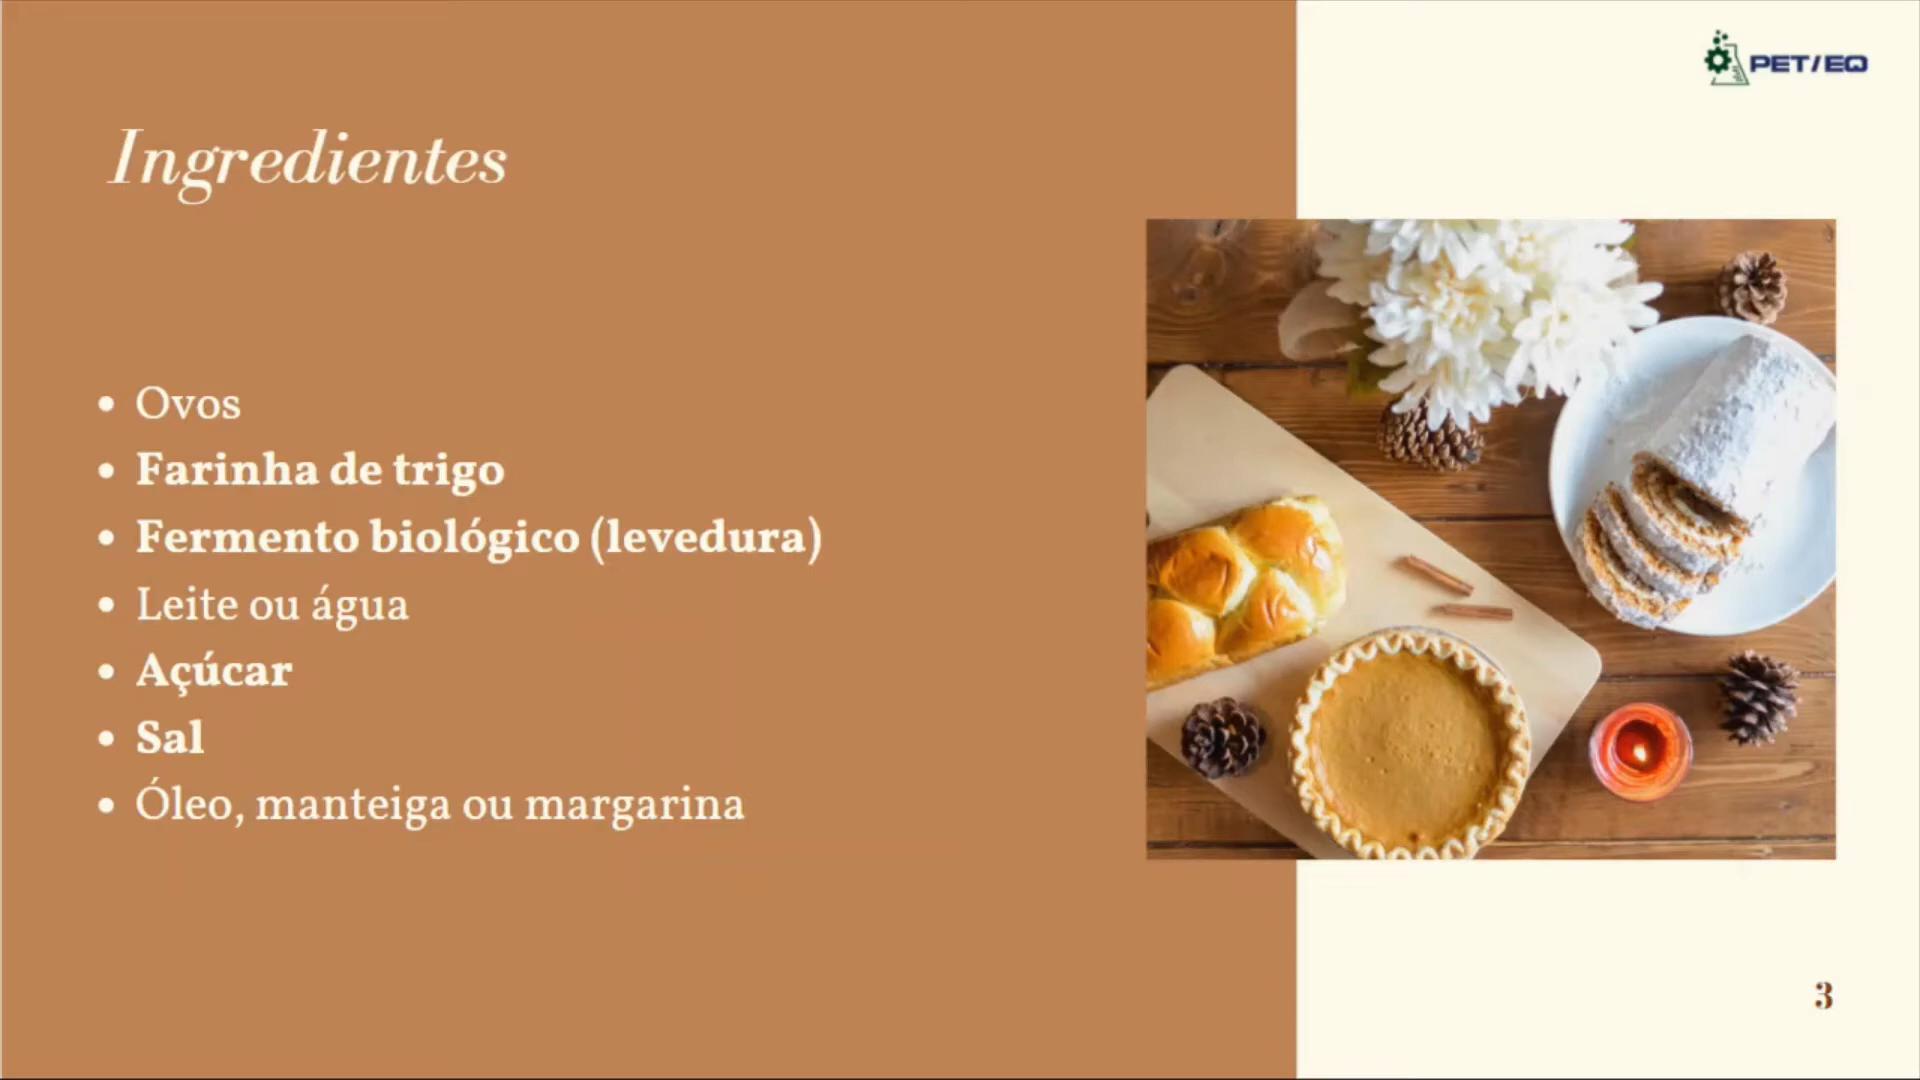 PET/EQ
Ingredientes
• Ovos
• Farinha de trigo
• Fermento biológico (levedura)
• Leite ou água
• Açúcar
• Sal
• Óleo, manteiga ou margarina
3